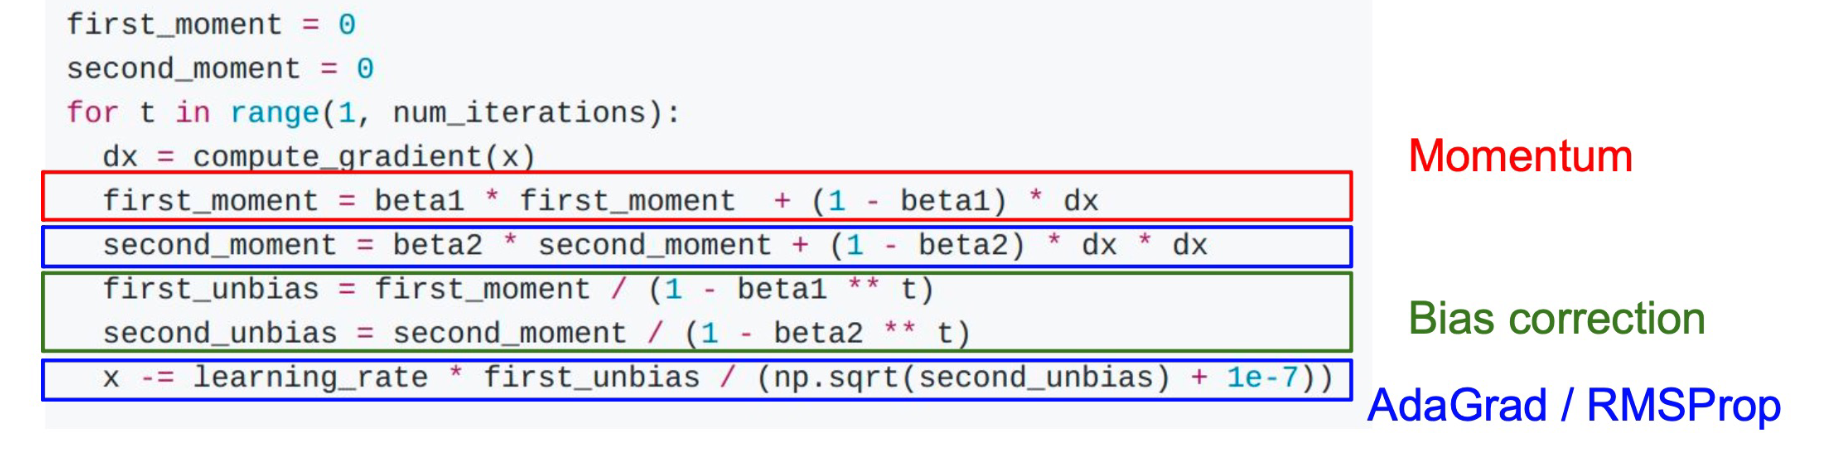 first_moment = 0
second_moment = 0
for t in range(1, num_iterations):
dx = compute_gradient(x)
Momentum
first_moment = beta1 * first_moment + (1 - beta1) * dx
second_moment = beta2 * second_moment + (1 - beta2) * dx * dx
first_unbias = first_moment / (1 - beta1 ** t)
Bias correction
second_unbias = second_moment / (1 - beta2 ** t)
x -= learning_rate * first_unbias / (np.sqrt(second_unbias) + 1e-7))
AdaGrad / RMSProp